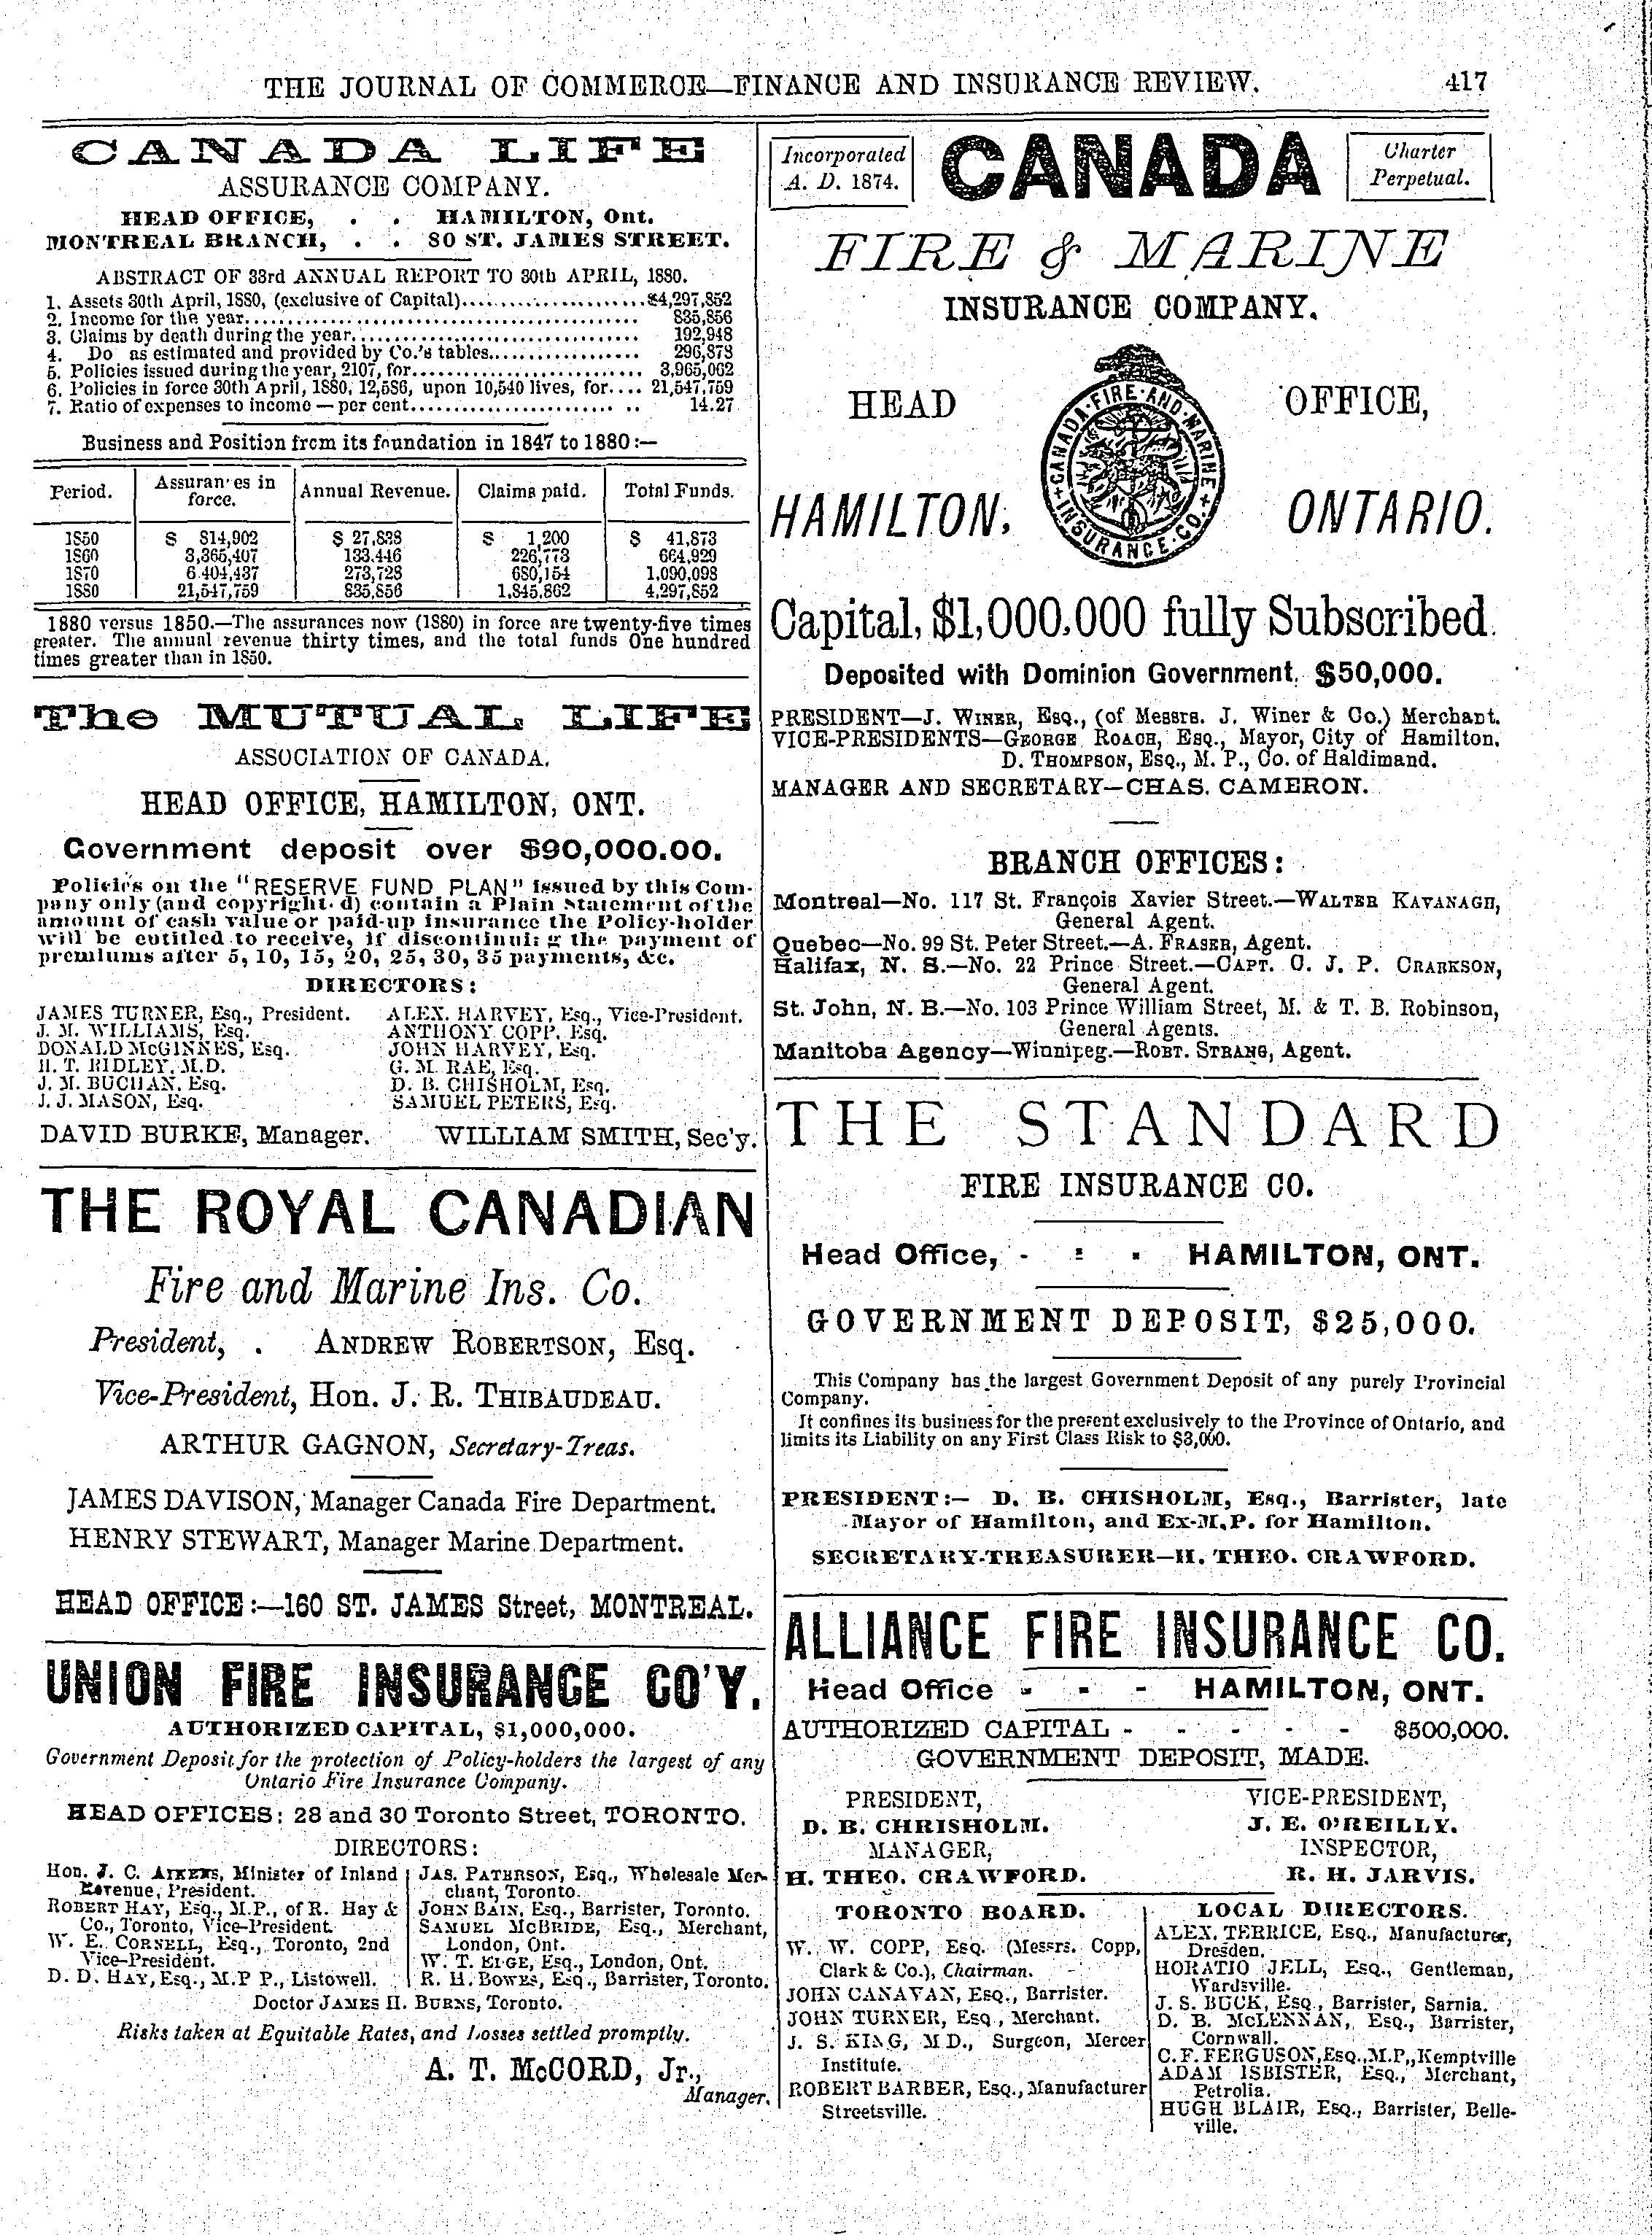 THE JOURNAL OF COMMERCE—FINANCE AND INSURANCE REVIEW.
417
CANADA LIFE
ASSURANCE COMPANY.
HEAD OFFICE, . . HAMILTON, Ont.
MONTREAL BRANCH, . . 80 ST. JAMES STREET.
ABSTRACT OF 33rd ANNUAL REPORT TO 30th APRIL, 1880.
1. Assets 30th April, 1880, (exclusive of Capital)..................... $4,297,852
2. Income for the year........................................ 835,856
3. Claims by death during the year................................ 192,948
4. Do as estimated and provided by Co.'s tables................. 296,878
5. Policies issued during the year, 2107, for........................... 3,965,062
6. Policies in force 30th April, 1880, 12,586, upon 10,540 lives, for.... 21,547,759
7. Ratio of expenses to income—per cent.......................... 14.27
Business and Position from its foundation in 1847 to 1880:—
Period. Assurances in force. Annual Revenue. Claims paid. Total Funds.
1850 $ 814,902 $ 27,838 $ 1,200 $ 41,873
1860 3,365,407 133,446 226,773 664,929
1870 6,404,437 273,728 680,154 1,090,098
1880 21,547,759 835,856 1,845,862 4,297,852
1880 versus 1850.—The assurances now (1880) in force are twenty-five times
greater. The annual revenue thirty times, and the total funds One hundred
times greater than in 1850.
The MUTUAL LIFE
ASSOCIATION OF CANADA.
HEAD OFFICE, HAMILTON, ONT.
Government deposit over $90,000.00.
Policies on the "RESERVE FUND PLAN" issued by this Com-
pany only (and copyright. d) contain a Plain Statement of the
amount of cash value or paid-up insurance the Policy-holder
will be entitled to receive, if discontinuing the payment of
premiums after 5, 10, 15, 20, 25, 30, 35 payments, &c.
DIRECTORS:
JAMES TURNER, Esq., President. ALEX. HARVEY, Esq., Vice-President.
J. M. WILLIAMS, Esq. ANTHONY COPP, Esq.
DONALD McGINNES, Esq. JOHN HARVEY, Esq.
H. T. RIDLEY, M.D. G. M. RAE, Esq.
J. M. BUCHAN, Esq. D. B. CHISHOLM, Esq.
J. J. MASON, Esq. SAMUEL PETERS, Esq.
DAVID BURKE, Manager. WILLIAM SMITH, Sec'y.
THE ROYAL CANADIAN
Fire and Marine Ins. Co.
President, . ANDREW ROBERTSON, Esq.
Vice-President, Hon. J. R. THIBAUDEAU.
ARTHUR GAGNON, Secretary-Treas.
JAMES DAVISON, Manager Canada Fire Department.
HENRY STEWART, Manager Marine Department.
HEAD OFFICE:—160 ST. JAMES Street, MONTREAL.
UNION FIRE INSURANCE CO'Y.
AUTHORIZED CAPITAL, $1,000,000.
Government Deposit for the protection of Policy-holders the largest of any
Ontario Fire Insurance Company.
HEAD OFFICES: 28 and 30 Toronto Street, TORONTO.
DIRECTORS:
Hon. J. C. AIKENS, Minister of Inland
Revenue, President.
ROBERT HAY, Esq., M.P., of R. Hay &
Co., Toronto, Vice-President.
W. E. CORNELL, Esq., Toronto, 2nd
Vice-President.
D. D. HAY, Esq., M.P P., Listowell.
JAS. PATERSON, Esq., Wholesale Mer-
chant, Toronto.
JOHN BAIN, Esq., Barrister, Toronto.
SAMUEL MCBRIDE, Esq., Merchant,
London, Ont.
W. T. EDGE, Esq., London, Ont.
R. H. BOWES, Esq., Barrister, Toronto.
Doctor JAMES H. BURNS, Toronto.
Risks taken at Equitable Rates, and Losses settled promptly.
A. T. McCORD, Jr.,
Manager.
Incorporated
A. D. 1874.
CANADA
Charter
Perpetual.
FIRE & MARINE
INSURANCE COMPANY.
HEAD OFFICE,
CANADA·FIRE·AND·MARINE
INSURANCE·CO.
HAMILTON, ONTARIO.
Capital, $1,000,000 fully Subscribed.
Deposited with Dominion Government, $50,000.
PRESIDENT—J. WINER, ESQ., (of Messrs. J. Winer & Co.) Merchant.
VICE-PRESIDENTS—GEORGE ROACH, ESQ., Mayor, City of Hamilton.
D. THOMPSON, ESQ., M. P., Co. of Haldimand.
MANAGER AND SECRETARY—CHAS. CAMERON.
BRANCH OFFICES:
Montreal—No. 117 St. François Xavier Street.—WALTER KAVANAGH,
General Agent.
Quebec—No. 99 St. Peter Street.—A. FRASER, Agent.
Halifax, N. S.—No. 22 Prince Street.—CAPT. C. J. P. CRARKSON,
General Agent.
St. John, N. B.—No. 103 Prince William Street, M. & T. B. Robinson,
General Agents.
Manitoba Agency—Winnipeg.—ROBT. STRANG, Agent.
THE STANDARD
FIRE INSURANCE CO.
Head Office, - : . HAMILTON, ONT.
GOVERNMENT DEPOSIT, $25,000.
This Company has the largest Government Deposit of any purely Provincial
Company.
It confines its business for the present exclusively to the Province of Ontario, and
limits its Liability on any First Class Risk to $3,000.
PRESIDENT:— D. B. CHISHOLM, Esq., Barrister, late
Mayor of Hamilton, and Ex-M.P. for Hamilton.
SECRETARY-TREASURER—H. THEO. CRAWFORD.
ALLIANCE FIRE INSURANCE CO.
Head Office - - - HAMILTON, ONT.
AUTHORIZED CAPITAL - - - - - $500,000.
GOVERNMENT DEPOSIT, MADE.
PRESIDENT, VICE-PRESIDENT,
D. B. CHRISHOLM. J. E. O'REILLY.
MANAGER, INSPECTOR,
H. THEO. CRAWFORD. R. H. JARVIS.
TORONTO BOARD.
W. W. COPP, ESQ. (Messrs. Copp,
Clark & Co.), Chairman.
JOHN CANAVAN, Esq., Barrister.
JOHN TURNER, Esq., Merchant.
J. S. KING, M D., Surgeon, Mercer
Institute.
ROBERT BARBER, Esq., Manufacturer
Streetsville.
LOCAL DIRECTORS.
ALEX. TERRICE, Esq., Manufacturer,
Dresden.
HORATIO JELL, Esq., Gentleman,
Wardsville.
J. S. BUCK, Esq., Barrister, Sarnia.
D. B. McLENNAN, Esq., Barrister,
Cornwall.
C. F. FERGUSON, Esq., M.P., Kemptville
ADAM ISBISTER, Esq., Merchant,
Petrolia.
HUGH BLAIR, Esq., Barrister, Belle-
ville.